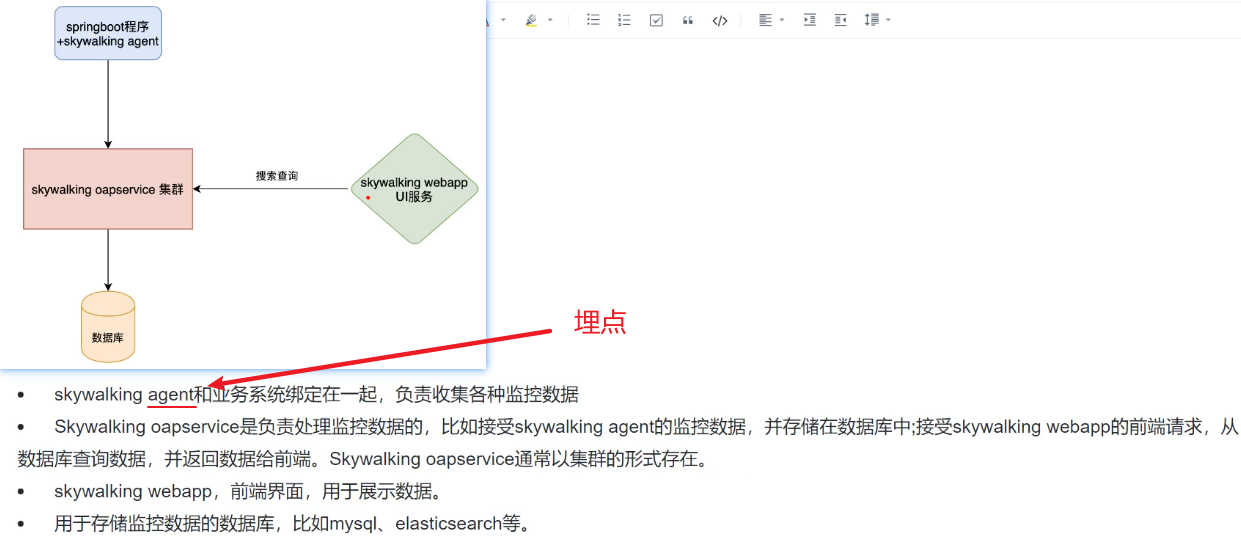 springboot程序
+skywalking agent
搜索查询
skywalking oapservice 集群
skywalking webapp
UI服务
数据库
埋点
skywalking agent和业务系统绑定在一起，负责收集各种监控数据
Skywalking oapservice是负责处理监控数据的，比如接受skywalking agent的监控数据，并存储在数据库中;接受skywalking webapp的前端请求，从
数据库查询数据，并返回数据给前端。Skywalking oapservice通常以集群的形式存在。
skywalking webapp，前端界面，用于展示数据。
用于存储监控数据的数据库，比如mysql、elasticsearch等。